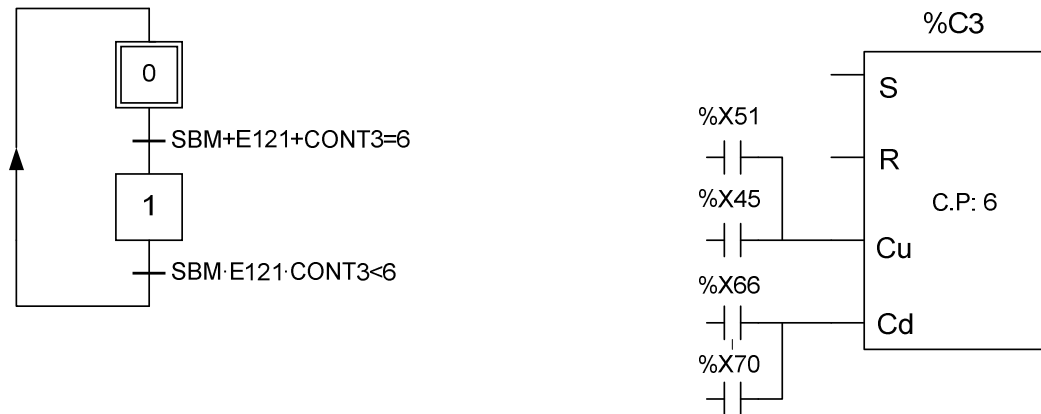 0
SBM+E121+CONT3=6
1
SBM·E121·CONT3<6
%C3
S
%X51
R
C.P: 6
%X45
Cu
%X66
Cd
%X70